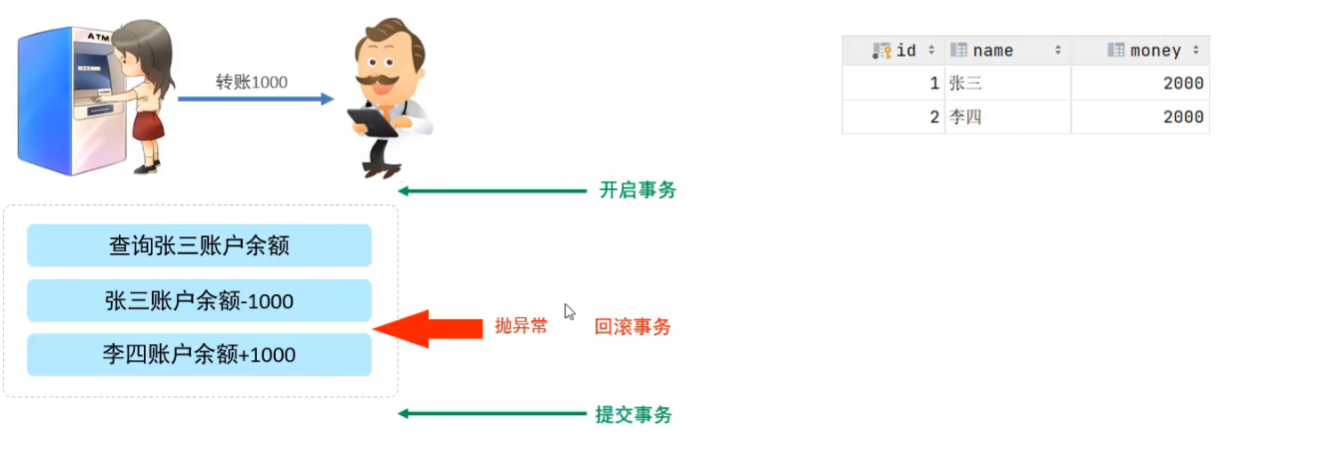 ATM
转账1000
id name money
1 张三 2000
2 李四 2000
开启事务
查询张三账户余额
张三账户余额-1000
抛异常 回滚事务
李四账户余额+1000
提交事务